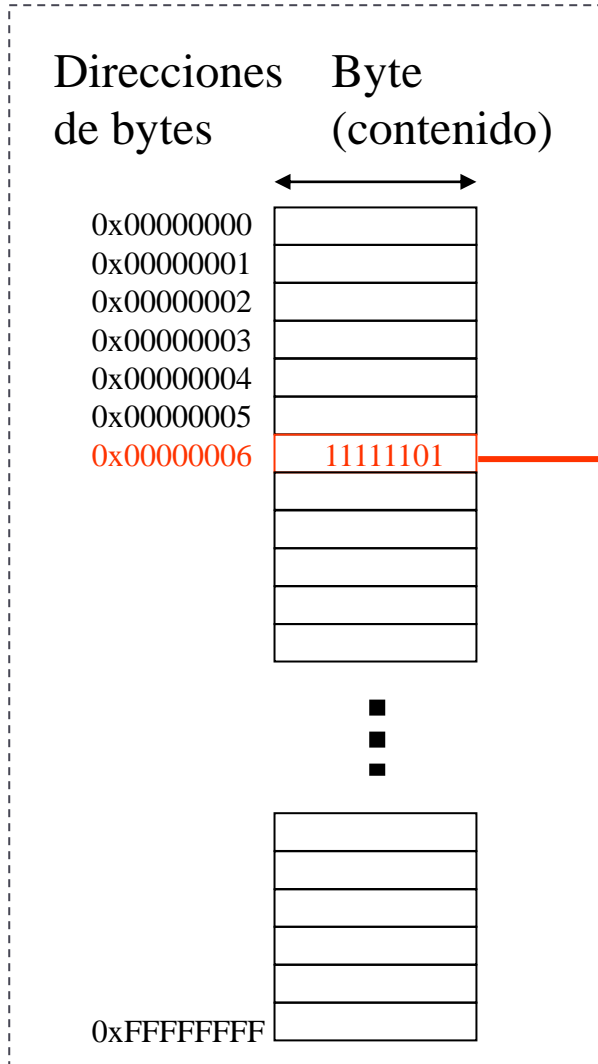 Direcciones
de bytes
Byte
(contenido)
0x00000000
0x00000001
0x00000002
0x00000003
0x00000004
0x00000005
0x00000006 11111101
0xFFFFFFFF